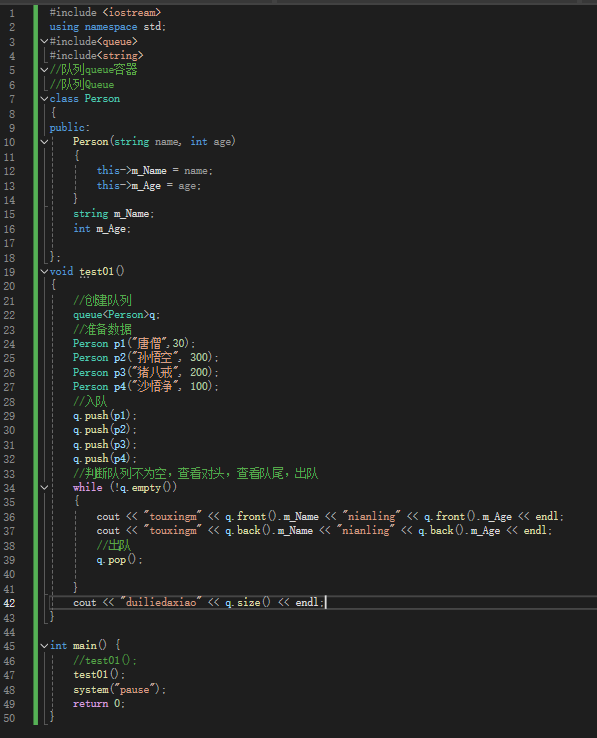 1 #include <iostream>
2 using namespace std;
3 #include<queue>
4 #include<string>
5 //队列queue容器
6 //队列Queue
7 class Person
8 {
9 public:
10 Person(string name, int age)
11 {
12 this->m_Name = name;
13 this->m_Age = age;
14 }
15 string m_Name;
16 int m_Age;
17
18 };
19 void test01()
20 {
21 //创建队列
22 queue<Person>q;
23 //准备数据
24 Person p1("唐僧",30);
25 Person p2("孙悟空", 300);
26 Person p3("猪八戒", 200);
27 Person p4("沙悟净", 100);
28 //入队
29 q.push(p1);
30 q.push(p2);
31 q.push(p3);
32 q.push(p4);
33 //判断队列不为空，查看对头，查看队尾，出队
34 while (!q.empty())
35 {
36 cout << "touxingm" << q.front().m_Name << "nianling" << q.front().m_Age << endl;
37 cout << "touxingm" << q.back().m_Name << "nianling" << q.back().m_Age << endl;
38 //出队
39 q.pop();
40
41 }
42 cout << "duiliedaxiao" << q.size() << endl;
43 }
44
45 int main() {
46 //test01();
47 test01();
48 system("pause");
49 return 0;
50 }